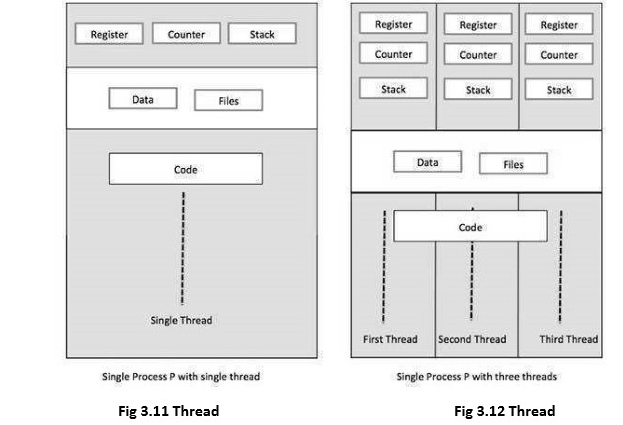 Register Counter Stack
Data Files
Code
Single Thread
Single Process P with single thread
Fig 3.11 Thread
Register Register Register
Counter Counter Counter
Stack Stack Stack
Data Files
Code
First Thread Second Thread Third Thread
Single Process P with three threads
Fig 3.12 Thread